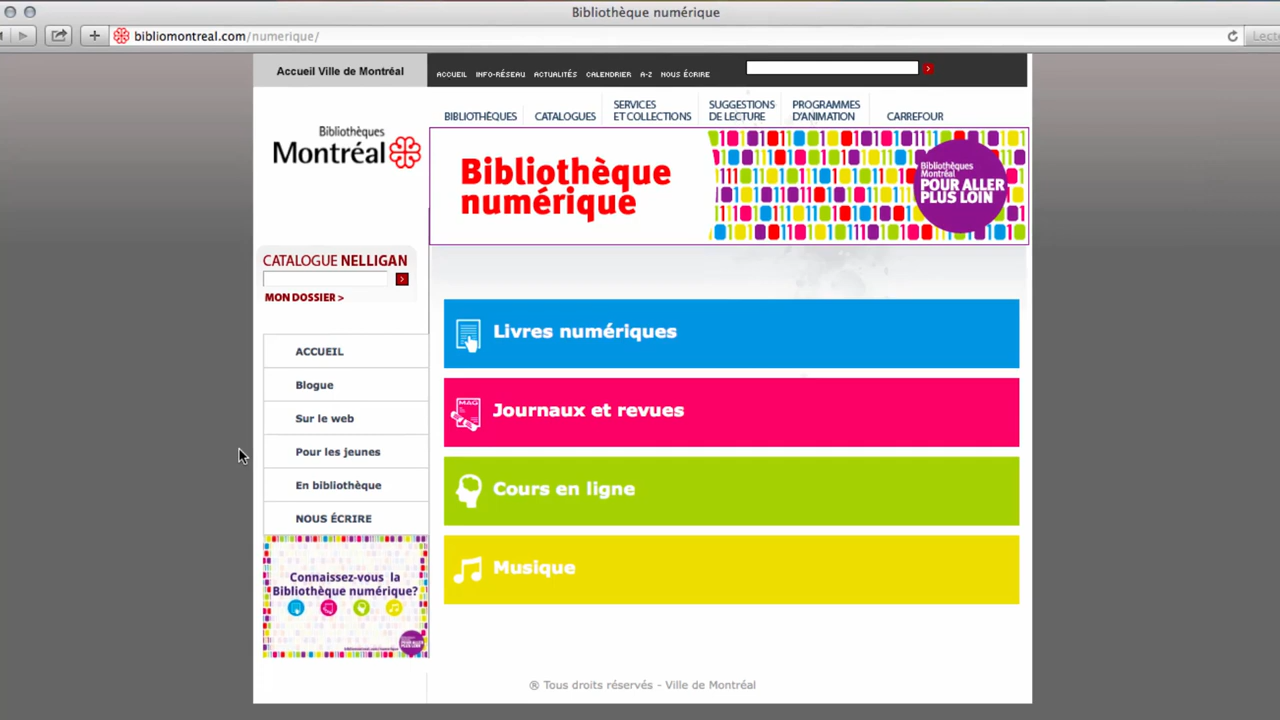 Bibliothèque numérique
bibliomontreal.com/numerique/
Accueil Ville de Montréal
ACCUEIL INFO-RÉSEAU ACTUALITÉS CALENDRIER A-Z NOUS ÉCRIRE
BIBLIOTHÈQUES
CATALOGUES
SERVICES
ET COLLECTIONS
SUGGESTIONS
DE LECTURE
PROGRAMMES
D'ANIMATION
CARREFOUR
Bibliothèques
Montréal
Bibliothèque
numérique
Bibliothèques
Montréal
POUR ALLER
PLUS LOIN
CATALOGUE NELLIGAN
MON DOSSIER >
ACCUEIL
Blogue
Sur le web
Pour les jeunes
En bibliothèque
NOUS ÉCRIRE
Connaissez-vous la
Bibliothèque numérique?
Livres numériques
MAG
Journaux et revues
Cours en ligne
Musique
® Tous droits réservés - Ville de Montréal